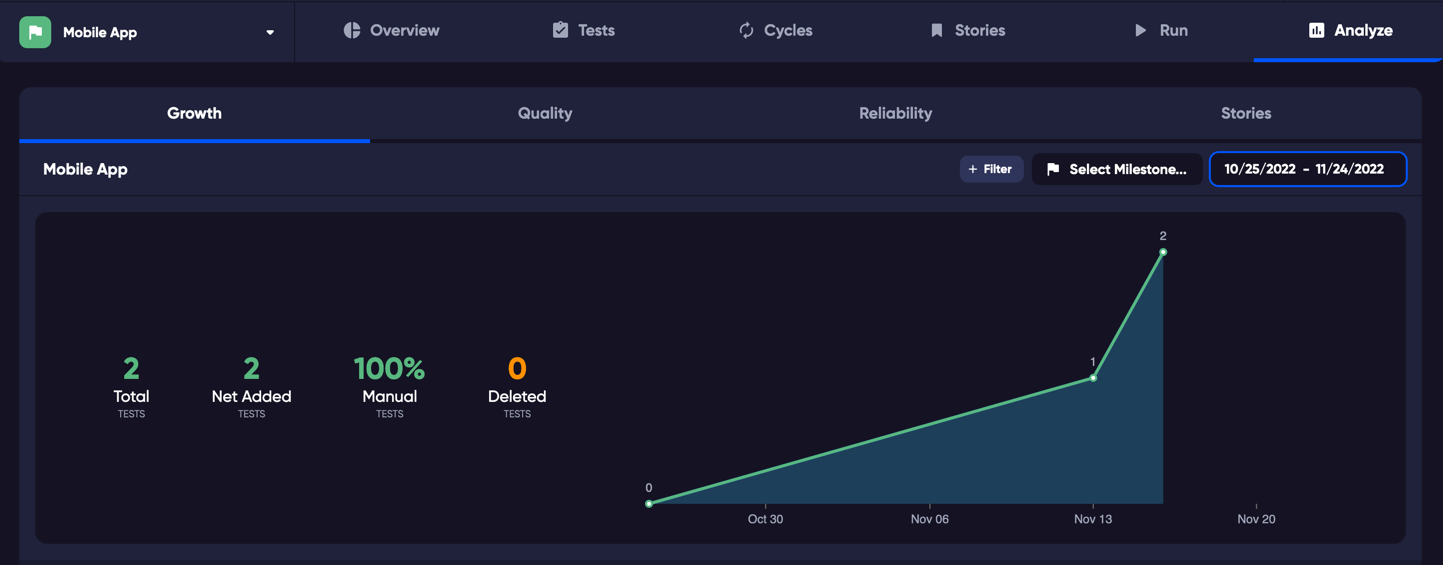 Mobile App
Overview
Tests
Cycles
Stories
Run
Analyze
Growth
Quality
Reliability
Stories
Mobile App
+ Filter
Select Milestone...
10/25/2022 - 11/24/2022
2
Total
TESTS
2
Net Added
TESTS
100%
Manual
TESTS
0
Deleted
TESTS
2
1
0
Oct 30
Nov 06
Nov 13
Nov 20